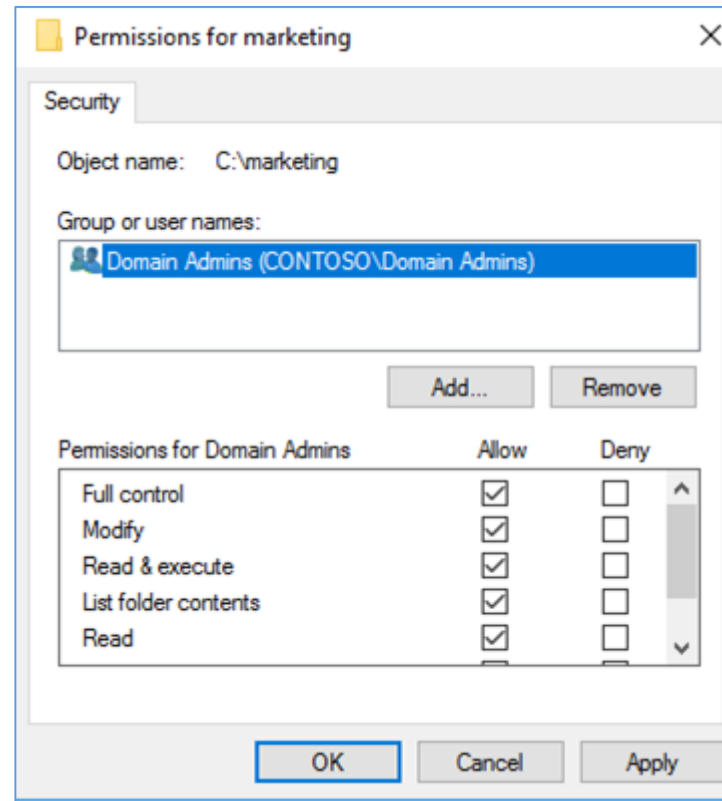 Permissions for marketing
Security
Object name: C:\marketing
Group or user names:
Domain Admins (CONTOSO\Domain Admins)
Add... Remove
Permissions for Domain Admins Allow Deny
Full control
Modify
Read & execute
List folder contents
Read
OK Cancel Apply